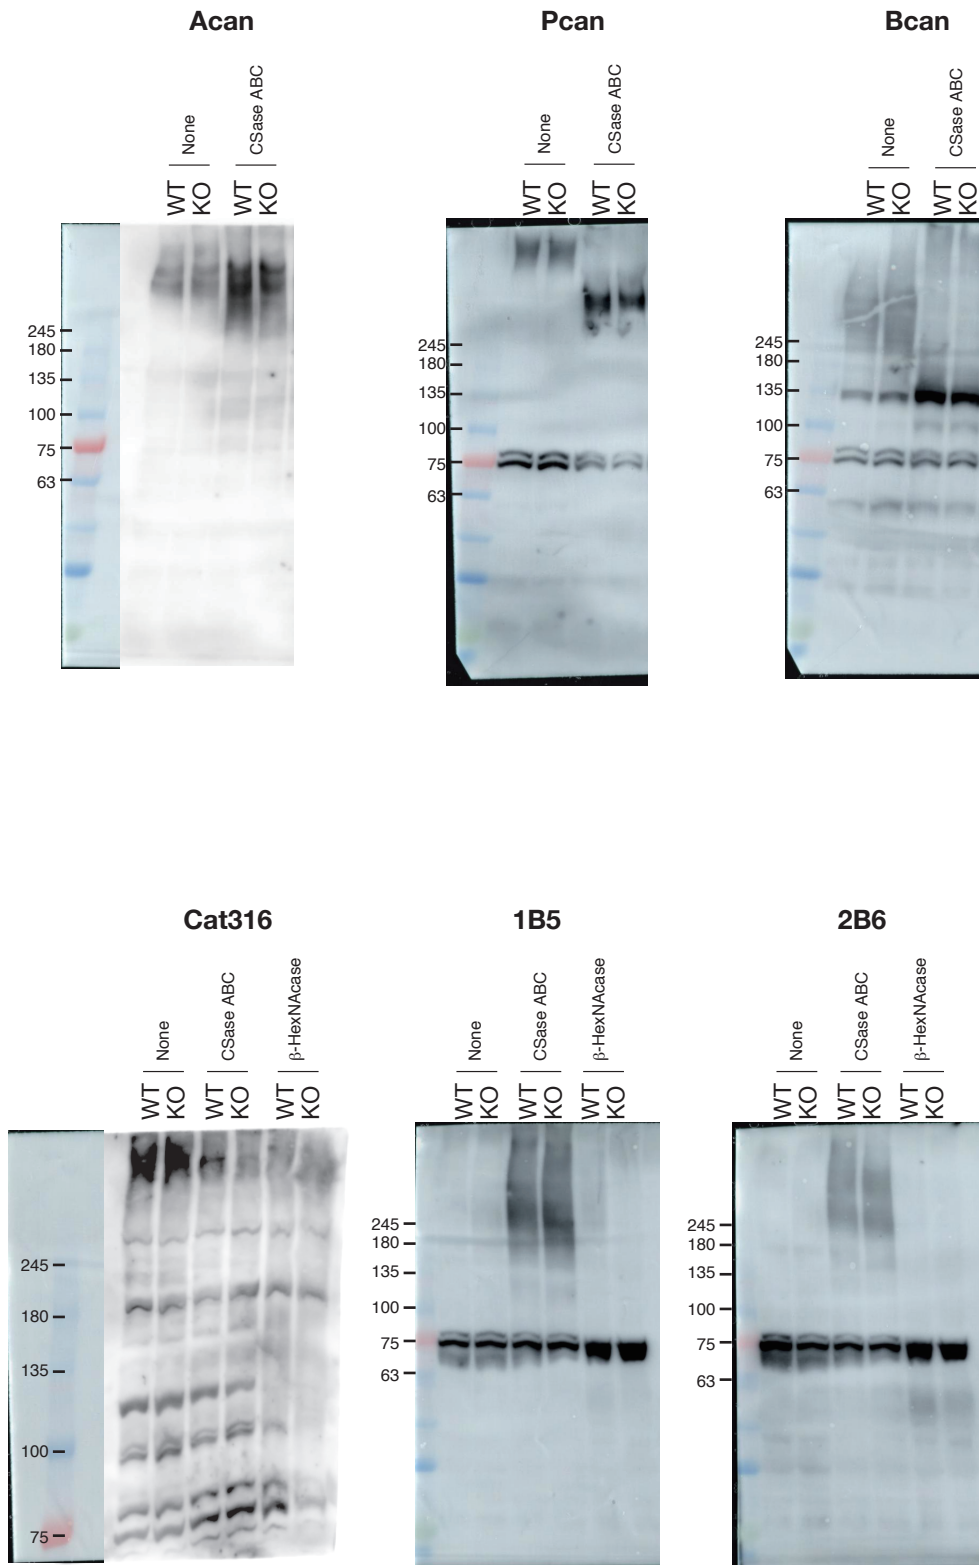 Acan
None
CSase ABC
WT
KO
WT
KO
245
180
135
100
75
63
Pcan
None
CSase ABC
WT
KO
WT
KO
245
180
135
100
75
63
Bcan
None
CSase ABC
WT
KO
WT
KO
245
180
135
100
75
63
Cat316
None
CSase ABC
β-HexNAcase
WT
KO
WT
KO
WT
KO
245
180
135
100
75
1B5
None
CSase ABC
β-HexNAcase
WT
KO
WT
KO
WT
KO
245
180
135
100
75
63
2B6
None
CSase ABC
β-HexNAcase
WT
KO
WT
KO
WT
KO
245
180
135
100
75
63